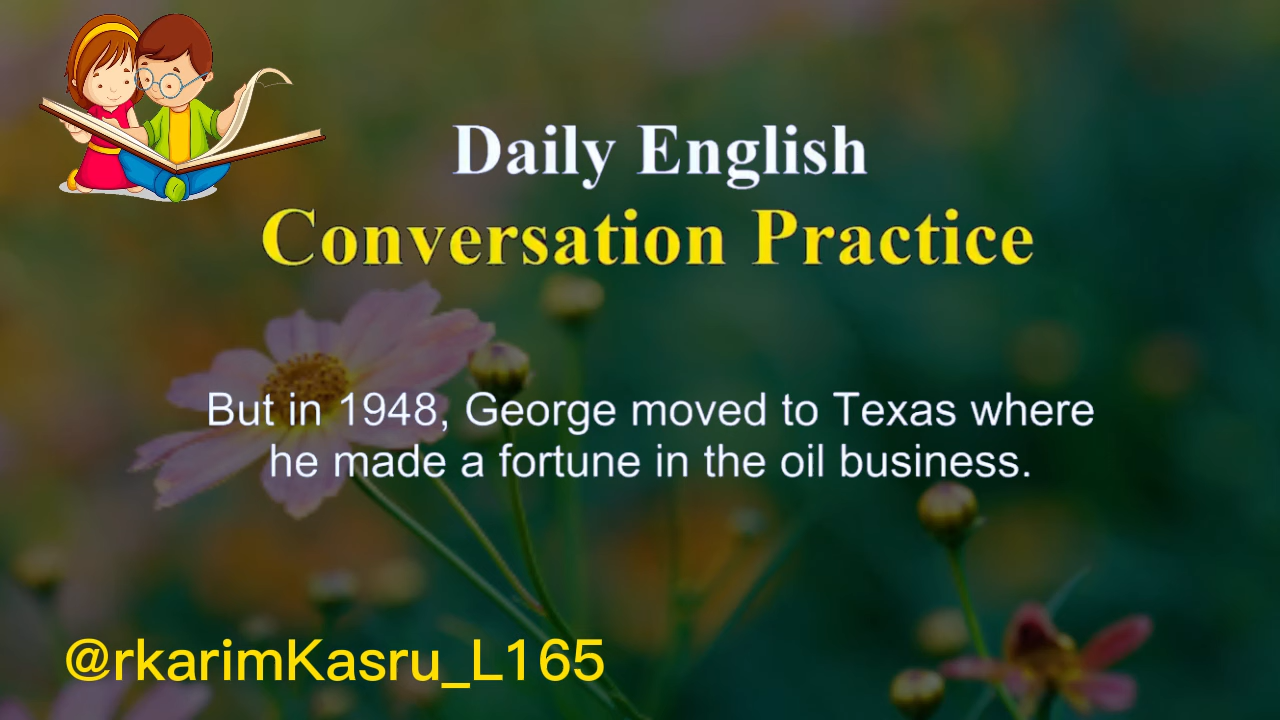 Daily English
Conversation Practice
But in 1948, George moved to Texas where
he made a fortune in the oil business.
@rkarimKasru_L165